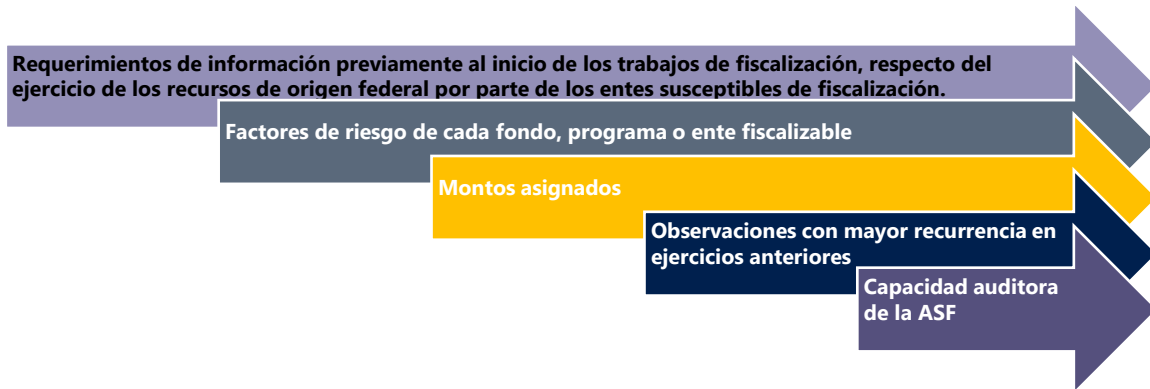 Requerimientos de información previamente al inicio de los trabajos de fiscalización, respecto del
ejercicio de los recursos de origen federal por parte de los entes susceptibles de fiscalización.
Factores de riesgo de cada fondo, programa o ente fiscalizable
Montos asignados
Observaciones con mayor recurrencia en
ejercicios anteriores
Capacidad auditora
de la ASF